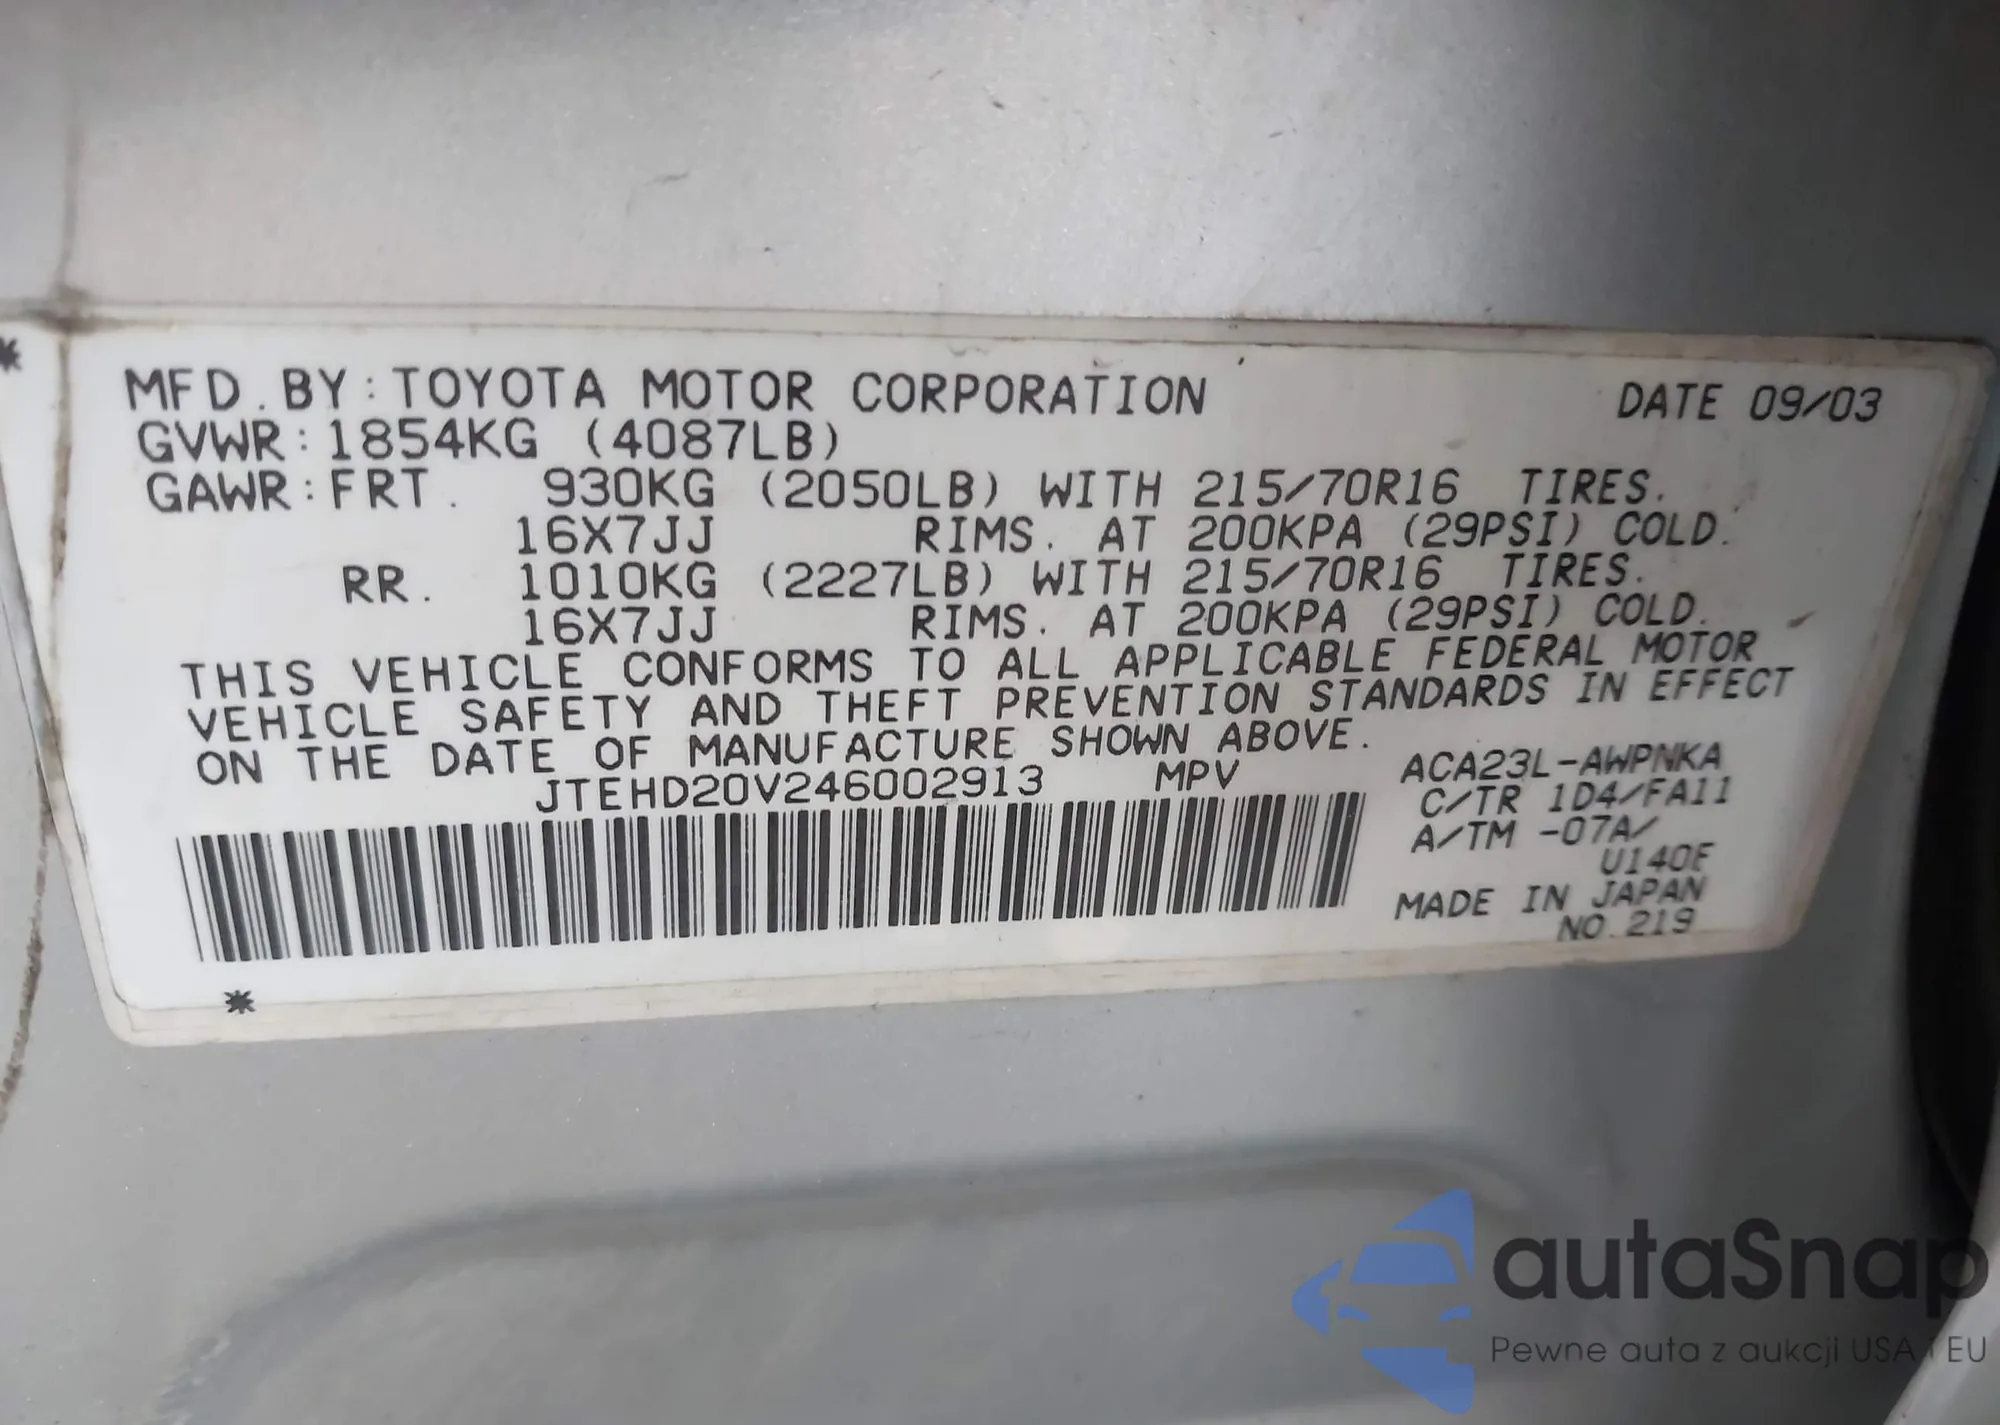 MFD. BY: TOYOTA MOTOR CORPORATION DATE 09/03
GVWR: 1854KG (4087LB)
GAWR: FRT. 930KG (2050LB) WITH 215/70R16 TIRES.
16X7JJ RIMS. AT 200KPA (29PSI) COLD.
RR. 1010KG (2227LB) WITH 215/70R16 TIRES.
16X7JJ RIMS. AT 200KPA (29PSI) COLD.
THIS VEHICLE CONFORMS TO ALL APPLICABLE FEDERAL MOTOR
VEHICLE SAFETY AND THEFT PREVENTION STANDARDS IN EFFECT
ON THE DATE OF MANUFACTURE SHOWN ABOVE.
JTEHD20V246002913 MPV
ACA23L-AWPNKA
C/TR 1D4/FA11
A/TM -07A/
U140F
MADE IN JAPAN
NO.219
autaSnap
Pewne auta z aukcji USA i EU